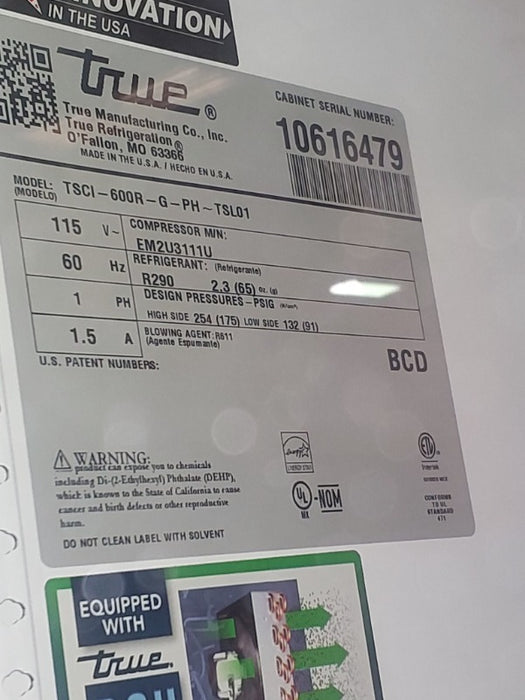 INNOVATION
IN THE USA
true®
True Manufacturing Co., Inc.
True Refrigeration®
O'Fallon, MO 63366
MADE IN THE U.S.A. / HECHO EN U.S.A.
CABINET SERIAL NUMBER:
10616479
MODEL: TSCI-600R-G-PH~TSL01
(MODELO)
115 V~
COMPRESSOR M/N:
EM2U3111U
60 Hz
REFRIGERANT: (Refrigerante)
R290 2.3 (65) oz. (g)
1 PH
DESIGN PRESSURES-PSIG
HIGH SIDE 254 (175) LOW SIDE 132 (91)
1.5 A
BLOWING AGENT: R611
(Agente Espumante)
U.S. PATENT NUMBERS:
BCD
WARNING:
product can expose you to chemicals
including Di-(2-Ethylhexyl) Phthalate (DEHP),
which is known to the State of California to cause
cancer and birth defects or other reproductive
harm.
DO NOT CLEAN LABEL WITH SOLVENT
ENERGY STAR
UL-NOM
MX
Intertek
CONFORMS
TO UL
STANDARD
471
EQUIPPED
WITH
true®